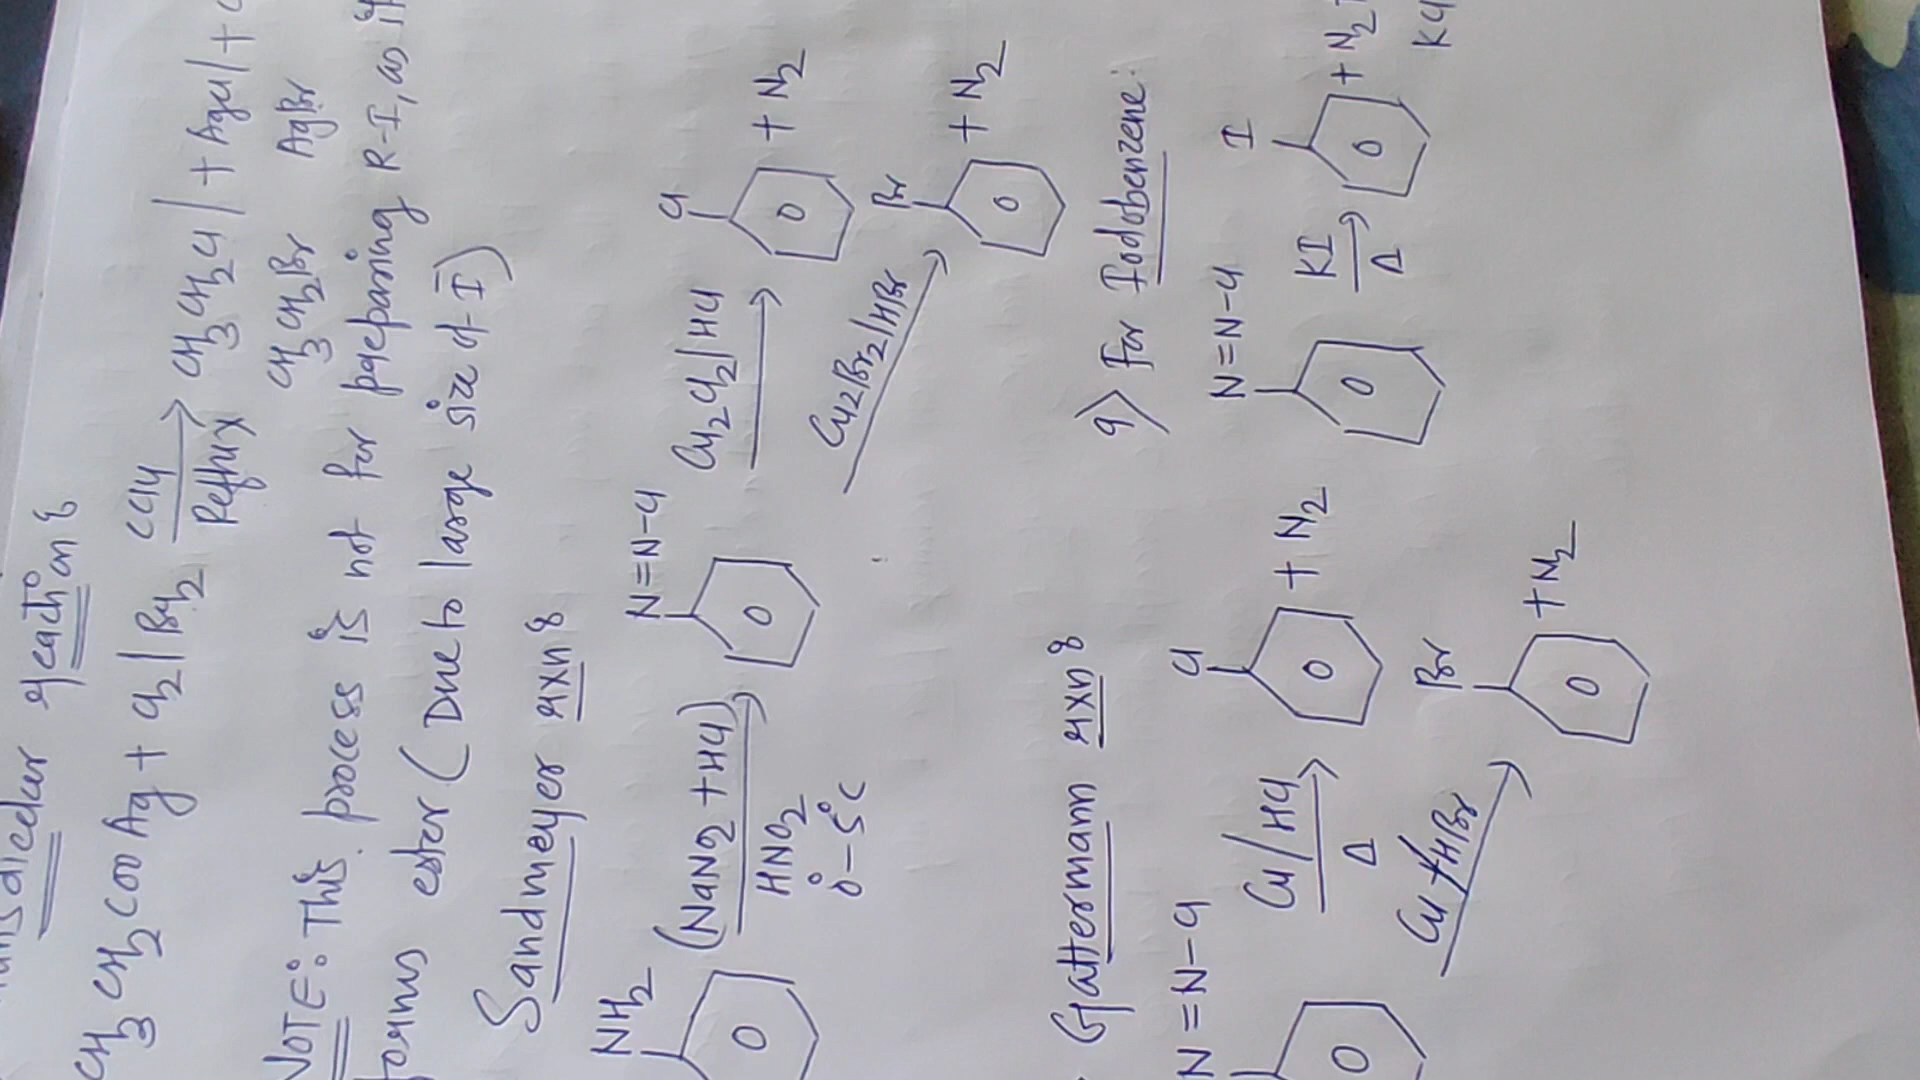 reaction :
CH3CH2COOAg + Cl2/Br2 CCl4 Reflux CH3CH2Cl / + AgCl / +
CH3CH2Br AgBr
NOTE: This process is not for preparing R-I, as it
forms ester (Due to large size of I)
Sandmeyer rxn :
NH2 (NaNO2 + HCl) HNO2 0°-5°C N=N-Cl Cu2Cl2/HCl Cl + N2
Cu2Br2/HBr Br + N2
Gattermann rxn :
N=N-Cl Cu/HCl Δ Cl + N2
Cu/HBr Br + N2
9) For Iodobenzene:
N=N-Cl KI Δ I + N2
KCl